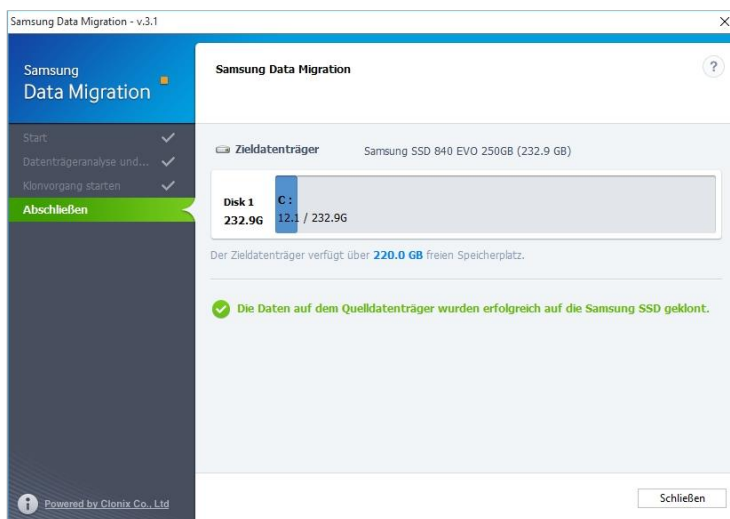 Samsung Data Migration - v.3.1
Samsung
Data Migration
Samsung Data Migration
?
Start
Datenträgeranalyse und...
Klonvorgang starten
Abschließen
Zieldatenträger
Samsung SSD 840 EVO 250GB (232.9 GB)
Disk 1
232.9G
C :
12.1 / 232.9G
Der Zieldatenträger verfügt über 220.0 GB freien Speicherplatz.
Die Daten auf dem Quelldatenträger wurden erfolgreich auf die Samsung SSD geklont.
Powered by Clonix Co., Ltd
Schließen